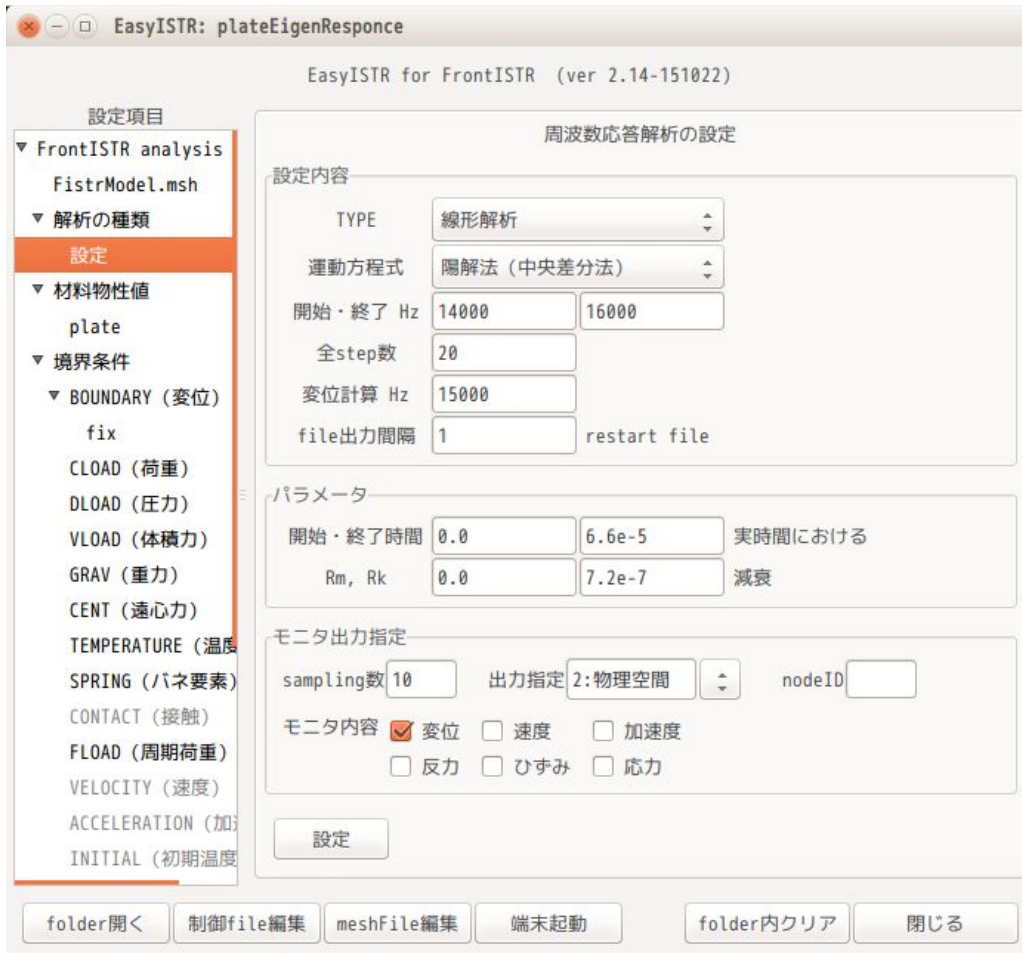 EasyISTR: plateEigenResponce
EasyISTR for FrontISTR (ver 2.14-151022)
設定項目
FrontISTR analysis
FistrModel.msh
解析の種類
設定
材料物性値
plate
境界条件
BOUNDARY (変位)
fix
CLOAD (荷重)
DLOAD (圧力)
VLOAD (体積力)
GRAV (重力)
CENT (遠心力)
TEMPERATURE (温度
SPRING (バネ要素)
CONTACT (接触)
FLOAD (周期荷重)
VELOCITY (速度)
ACCELERATION (加速
INITIAL (初期温度
周波数応答解析の設定
設定内容
TYPE 線形解析
運動方程式 陽解法 (中央差分法)
開始・終了 Hz 14000 16000
全step数 20
変位計算 Hz 15000
file出力間隔 1 restart file
パラメータ
開始・終了時間 0.0 6.6e-5 実時間における
Rm, Rk 0.0 7.2e-7 減衰
モニタ出力指定
sampling数 10 出力指定 2:物理空間 nodeID
モニタ内容 変位 速度 加速度
反力 ひずみ 応力
設定
folder開く 制御file編集 meshFile編集 端末起動 folder内クリア 閉じる